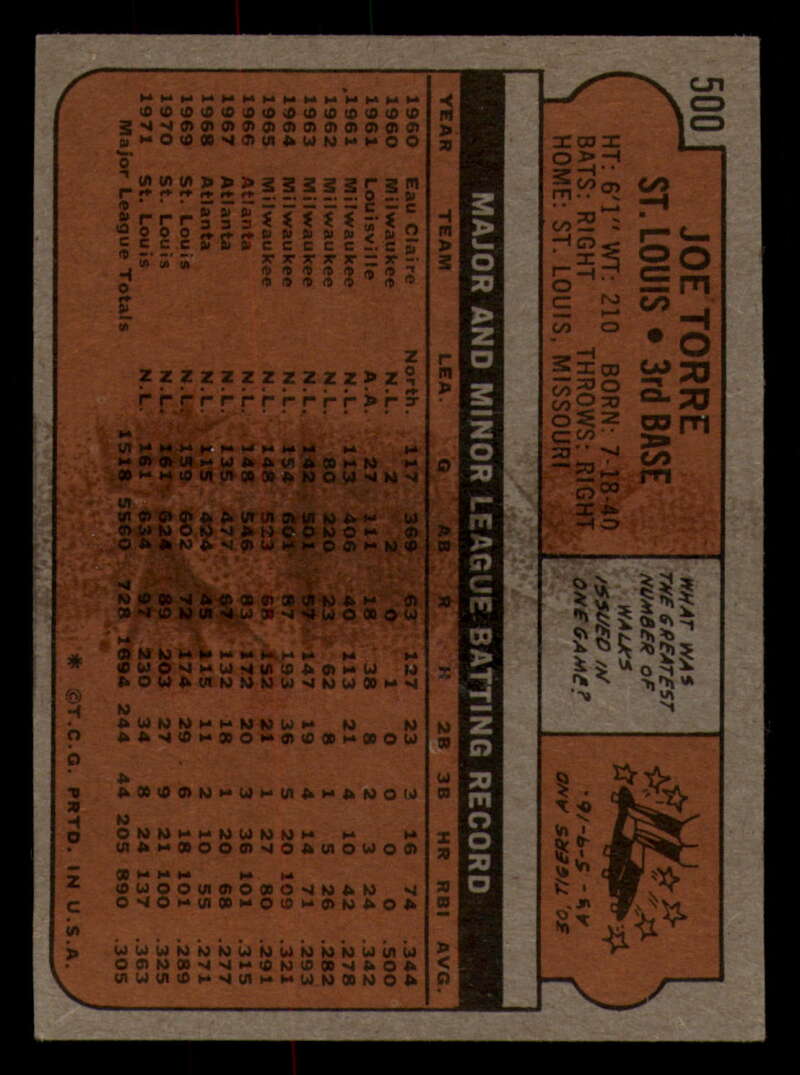 500
JOE TORRE
ST. LOUIS • 3rd BASE
HT: 6'1" WT: 210 BORN: 7-18-40
BATS: RIGHT THROWS: RIGHT
HOME: ST. LOUIS, MISSOURI
WHAT WAS
THE GREATEST
NUMBER OF
WALKS
ISSUED IN
ONE GAME?
30, TIGERS AND
A'S - 5-9-16.
MAJOR AND MINOR LEAGUE BATTING RECORD
YEAR TEAM LEA. G AB R H 2B 3B HR RBI AVG.
1960 Eau Claire North. 117 369 63 127 23 3 16 74 .344
1960 Milwaukee N.L. 2 2 0 1 0 0 0 0 .500
1961 Louisville A.A. 27 111 18 38 8 2 3 24 .342
1961 Milwaukee N.L. 113 406 40 113 21 4 10 42 .278
1962 Milwaukee N.L. 80 220 23 62 8 1 5 26 .282
1963 Milwaukee N.L. 142 501 57 147 19 4 14 71 .293
1964 Milwaukee N.L. 154 601 87 193 36 5 20 109 .321
1965 Milwaukee N.L. 148 523 68 152 21 1 27 80 .291
1966 Atlanta N.L. 148 546 83 172 20 3 36 101 .315
1967 Atlanta N.L. 135 477 67 132 18 1 20 68 .277
1968 Atlanta N.L. 115 424 45 115 11 2 10 55 .271
1969 St. Louis N.L. 159 602 72 174 29 6 18 101 .289
1970 St. Louis N.L. 161 624 89 203 27 9 21 100 .325
1971 St. Louis N.L. 161 634 97 230 34 8 24 137 .363
Major League Totals 1518 5560 728 1694 244 44 205 890 .305
* ©T.C.G. PRTD. IN U.S.A.